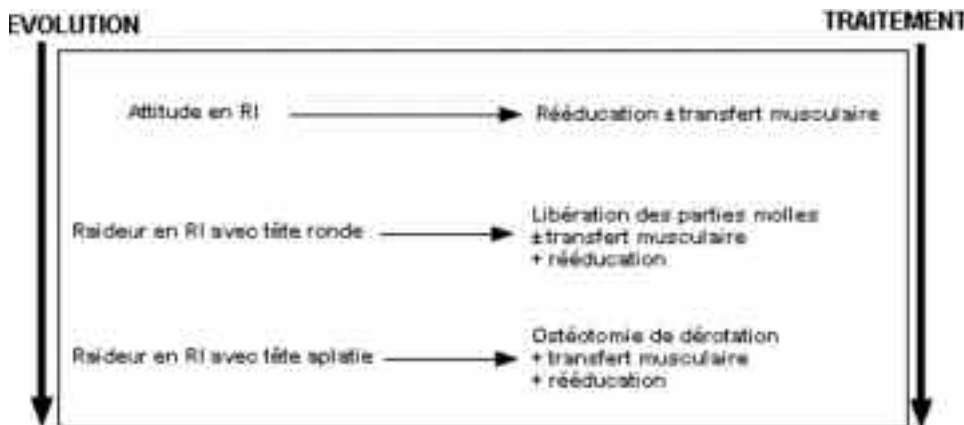 EVOLUTION
TRAITEMENT
Attitude en RI
Rééducation ± transfert musculaire
Raideur en RI avec tête ronde
Libération des parties molles
± transfert musculaire
+ rééducation
Raideur en RI avec tête aplatie
Ostéotomie de dérotation
+ transfert musculaire
+ rééducation